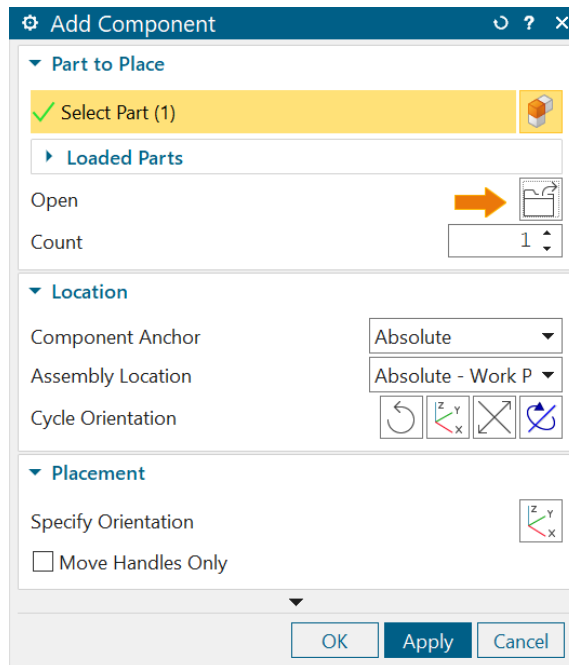 Add Component
?
Part to Place
Select Part (1)
Loaded Parts
Open
Count 1
Location
Component Anchor Absolute
Assembly Location Absolute - Work P
Cycle Orientation Z Y X
Placement
Specify Orientation Z Y X
Move Handles Only
OK Apply Cancel